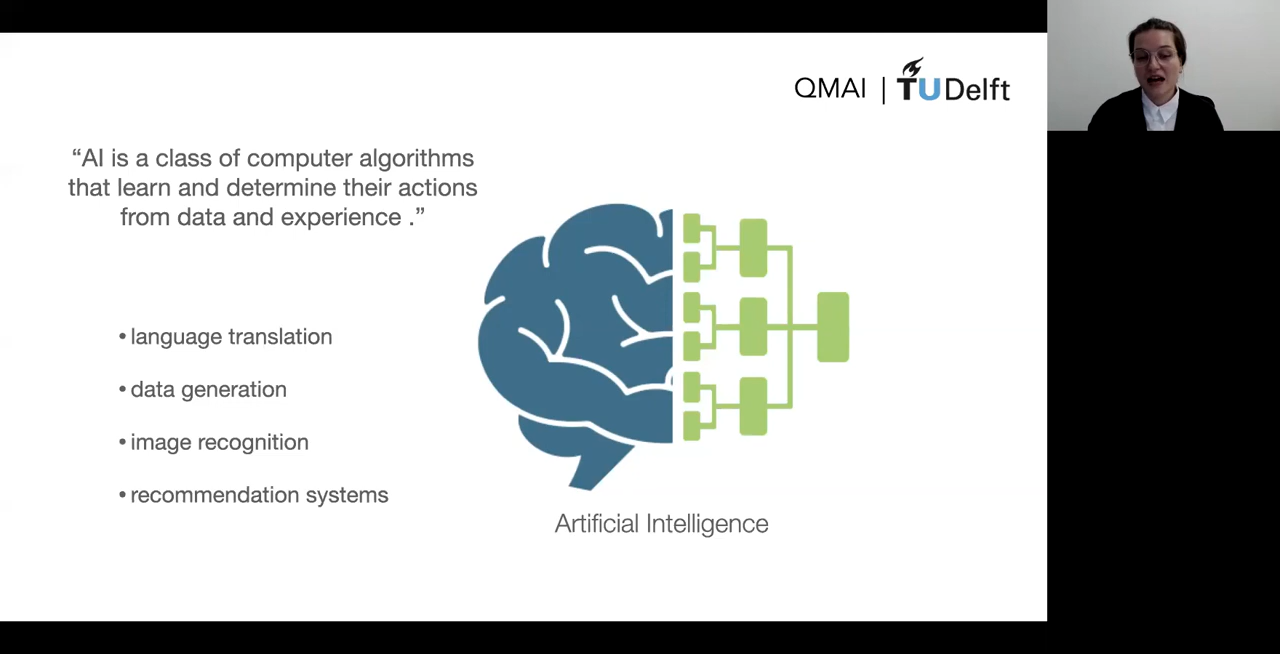 QMAI | TU Delft
“AI is a class of computer algorithms
that learn and determine their actions
from data and experience .”
• language translation
• data generation
• image recognition
• recommendation systems
Artificial Intelligence